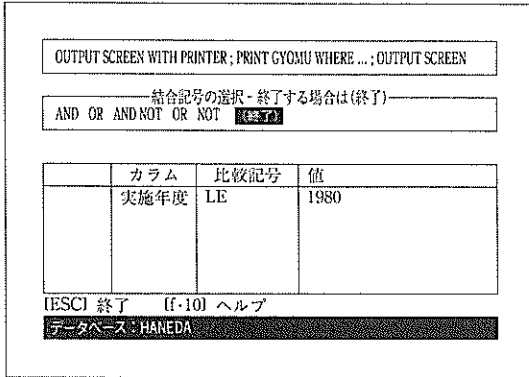 OUTPUT SCREEN WITH PRINTER ; PRINT GYOMU WHERE ... ; OUTPUT SCREEN
結合記号の選択 - 終了する場合は(終了)
AND OR AND NOT OR NOT (終了)
カラム 比較記号 値
実施年度 LE 1980
[ESC] 終了 [f·10] ヘルプ
データベース：HANEDA